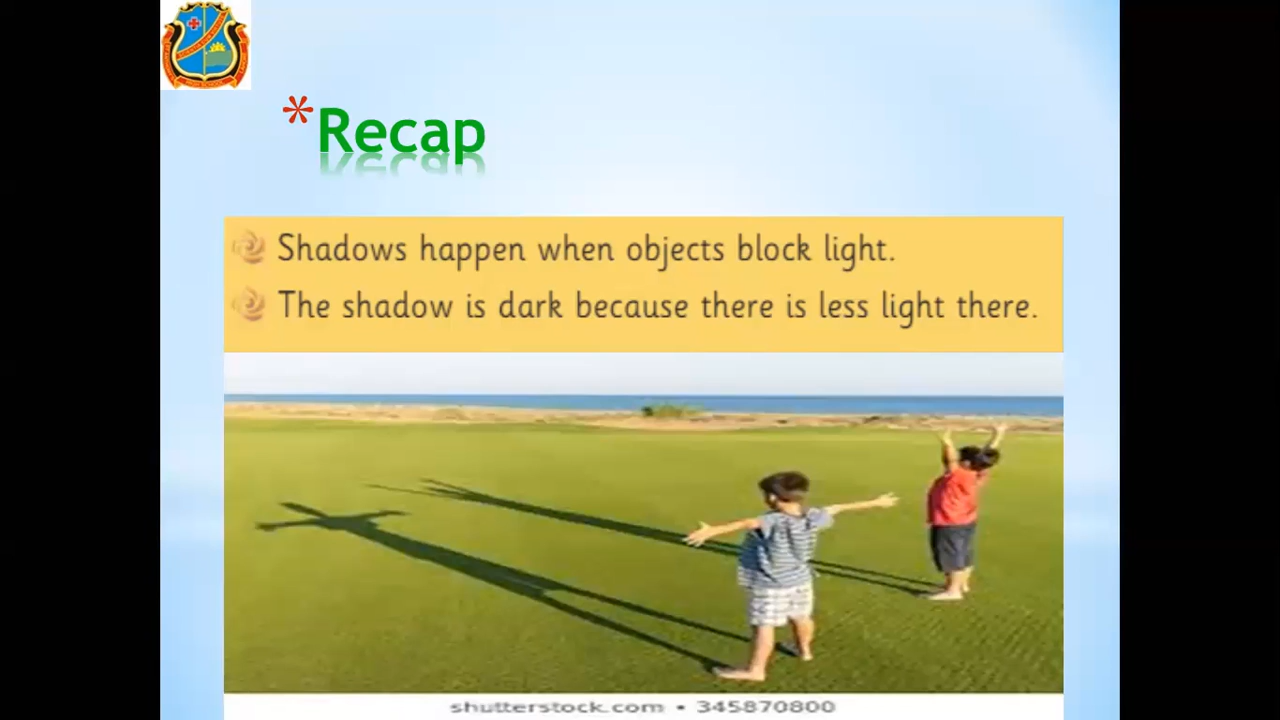 *Recap
Shadows happen when objects block light.
The shadow is dark because there is less light there.
shutterstock.com • 345870800